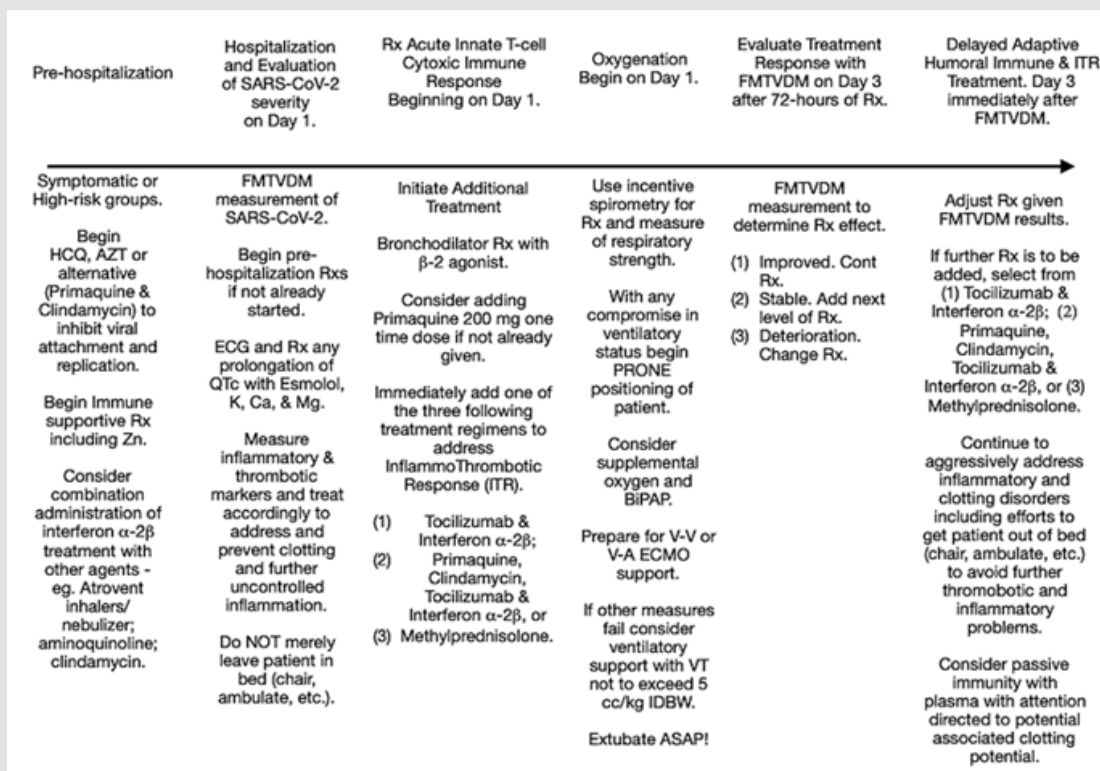 Pre-hospitalization
Hospitalization
and Evaluation
of SARS-CoV-2
severity
on Day 1.
Rx Acute Innate T-cell
Cytoxic Immune
Response
Beginning on Day 1.
Oxygenation
Begin on Day 1.
Evaluate Treatment
Response with
FMTVDM on Day 3
after 72-hours of Rx.
Delayed Adaptive
Humoral Immune & ITR
Treatment. Day 3
immediately after
FMTVDM.
Symptomatic or
High-risk groups.
Begin
HCQ, AZT or
alternative
(Primaquine &
Clindamycin) to
inhibit viral
attachment and
replication.
Begin Immune
supportive Rx
including Zn.
Consider
combination
administration of
interferon α-2β
treatment with
other agents -
eg. Atrovent
inhalers/
nebulizer;
aminoquinoline;
clindamycin.
FMTVDM
measurement of
SARS-CoV-2.
Begin pre-
hospitalization Rxs
if not already
started.
ECG and Rx any
prolongation of
QTc with Esmolol,
K, Ca, & Mg.
Measure
inflammatory &
thrombotic
markers and treat
accordingly to
address and
prevent clotting
and further
uncontrolled
inflammation.
Do NOT merely
leave patient in
bed (chair,
ambulate, etc.).
Initiate Additional
Treatment
Bronchodilator Rx with
β-2 agonist.
Consider adding
Primaquine 200 mg one
time dose if not already
given.
Immediately add one of
the three following
treatment regimens to
address
InflammoThrombotic
Response (ITR).
(1) Tocilizumab &
Interferon α-2β;
(2) Primaquine,
Clindamycin,
Tocilizumab &
Interferon α-2β, or
(3) Methylprednisolone.
Use incentive
spirometry for
Rx and measure
of respiratory
strength.
With any
compromise in
ventilatory
status begin
PRONE
positioning of
patient.
Consider
supplemental
oxygen and
BiPAP.
Prepare for V-V or
V-A ECMO
support.
If other measures
fail consider
ventilatory
support with VT
not to exceed 5
cc/kg IDBW.
Extubate ASAP!
FMTVDM
measurement to
determine Rx effect.
(1) Improved. Cont
Rx.
(2) Stable. Add next
level of Rx.
(3) Deterioration.
Change Rx.
Adjust Rx given
FMTVDM results.
If further Rx is to be
added, select from
(1) Tocilizumab &
Interferon α-2β; (2)
Primaquine,
Clindamycin,
Tocilizumab &
Interferon α-2β, or (3)
Methylprednisolone.
Continue to
aggressively address
inflammatory and
clotting disorders
including efforts to
get patient out of bed
(chair, ambulate, etc.)
to avoid further
thromobotic and
inflammatory
problems.
Consider passive
immunity with
plasma with attention
directed to potential
associated clotting
potential.